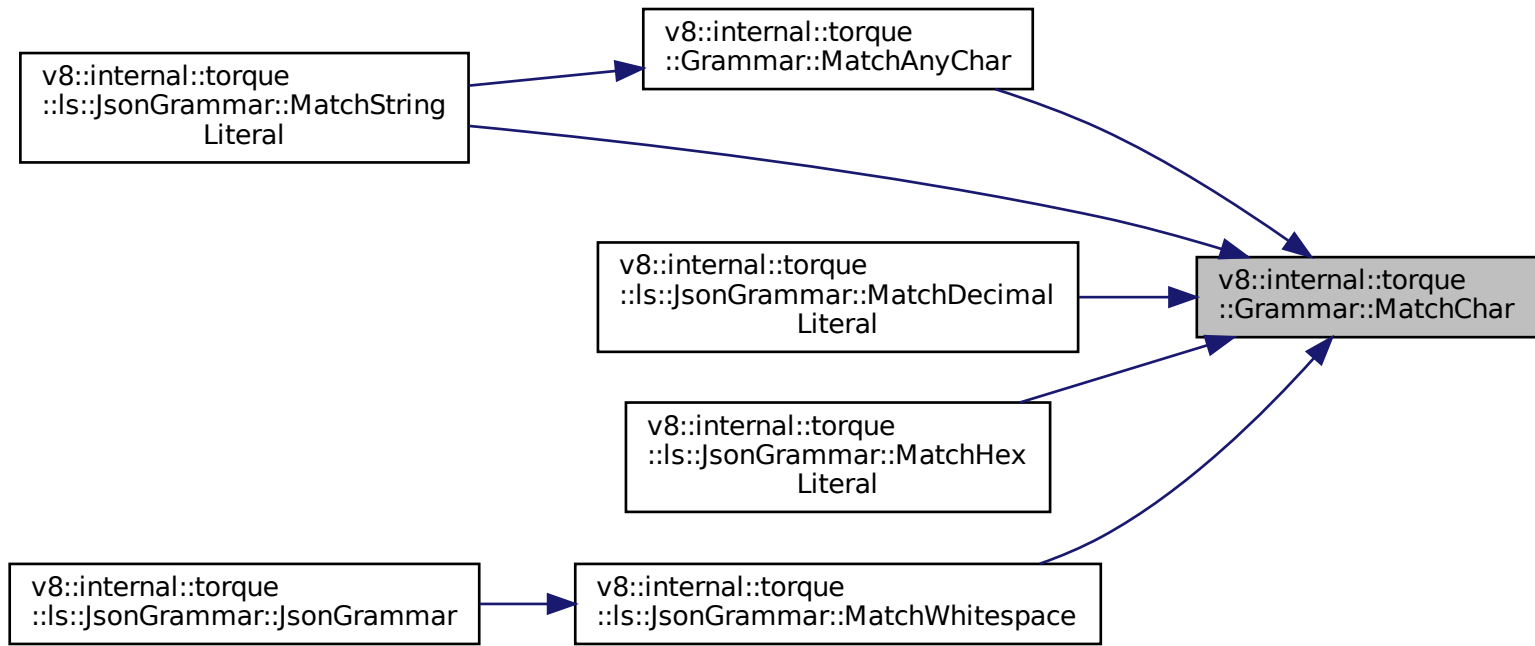 v8::internal::torque
::Grammar::MatchAnyChar
v8::internal::torque
::ls::JsonGrammar::MatchString
Literal
v8::internal::torque
::ls::JsonGrammar::MatchDecimal
Literal
v8::internal::torque
::Grammar::MatchChar
v8::internal::torque
::ls::JsonGrammar::MatchHex
Literal
v8::internal::torque
::ls::JsonGrammar::JsonGrammar
v8::internal::torque
::ls::JsonGrammar::MatchWhitespace